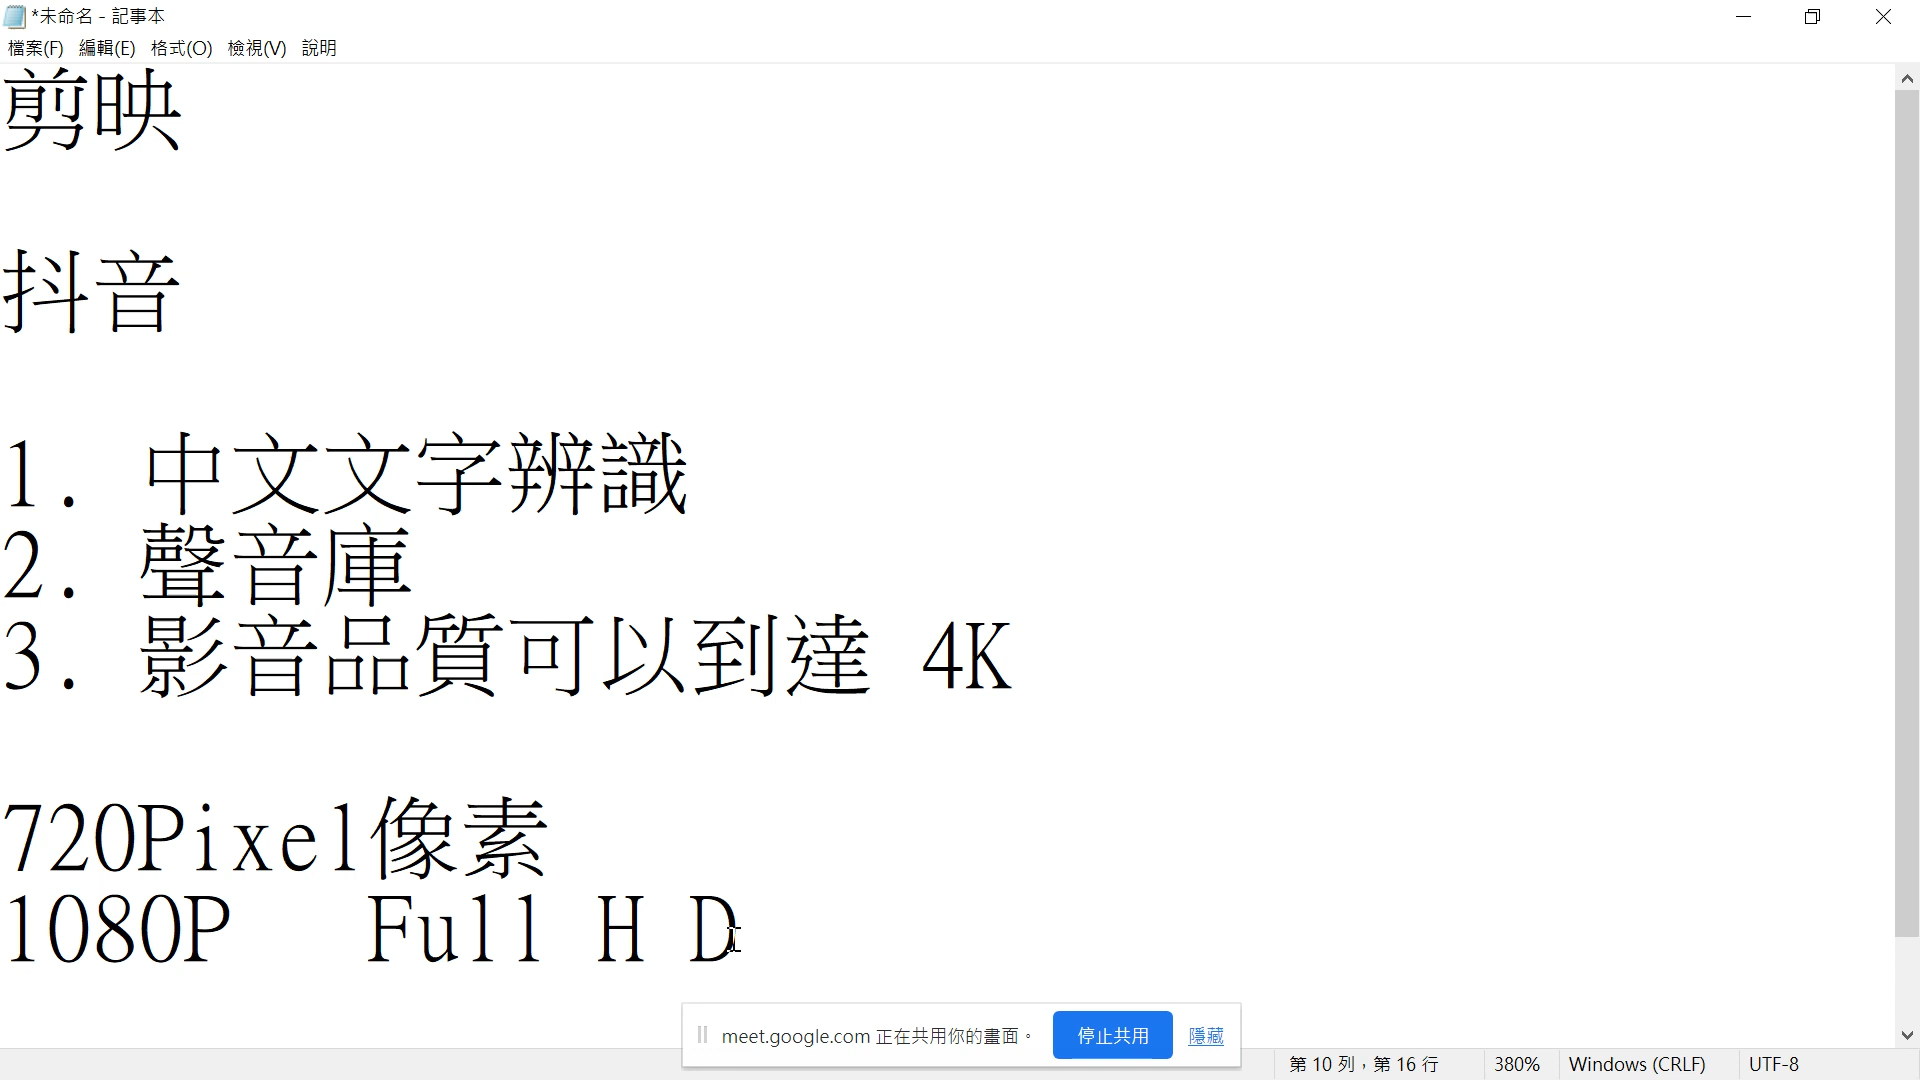 *未命名 - 記事本
檔案(F) 編輯(E) 格式(O) 檢視(V) 說明
剪映
抖音
1. 中文文字辨識
2. 聲音庫
3. 影音品質可以到達 4K
720Pixel像素
1080P   Full H D
meet.google.com 正在共用你的畫面。 停止共用 隱藏
第 10 列，第 16 行 380% Windows (CRLF) UTF-8